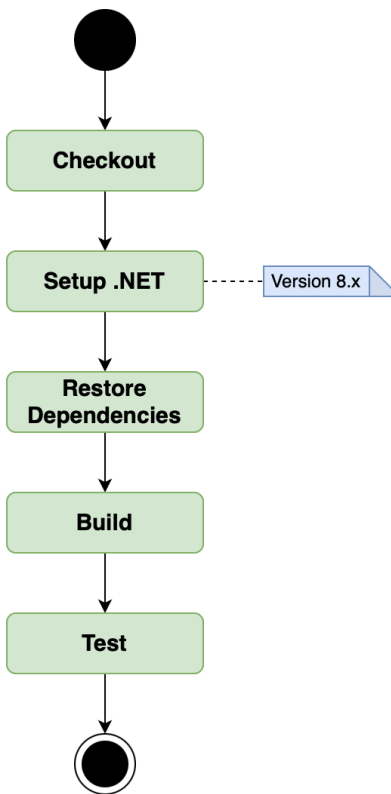 Checkout
Setup .NET
Version 8.x
Restore
Dependencies
Build
Test